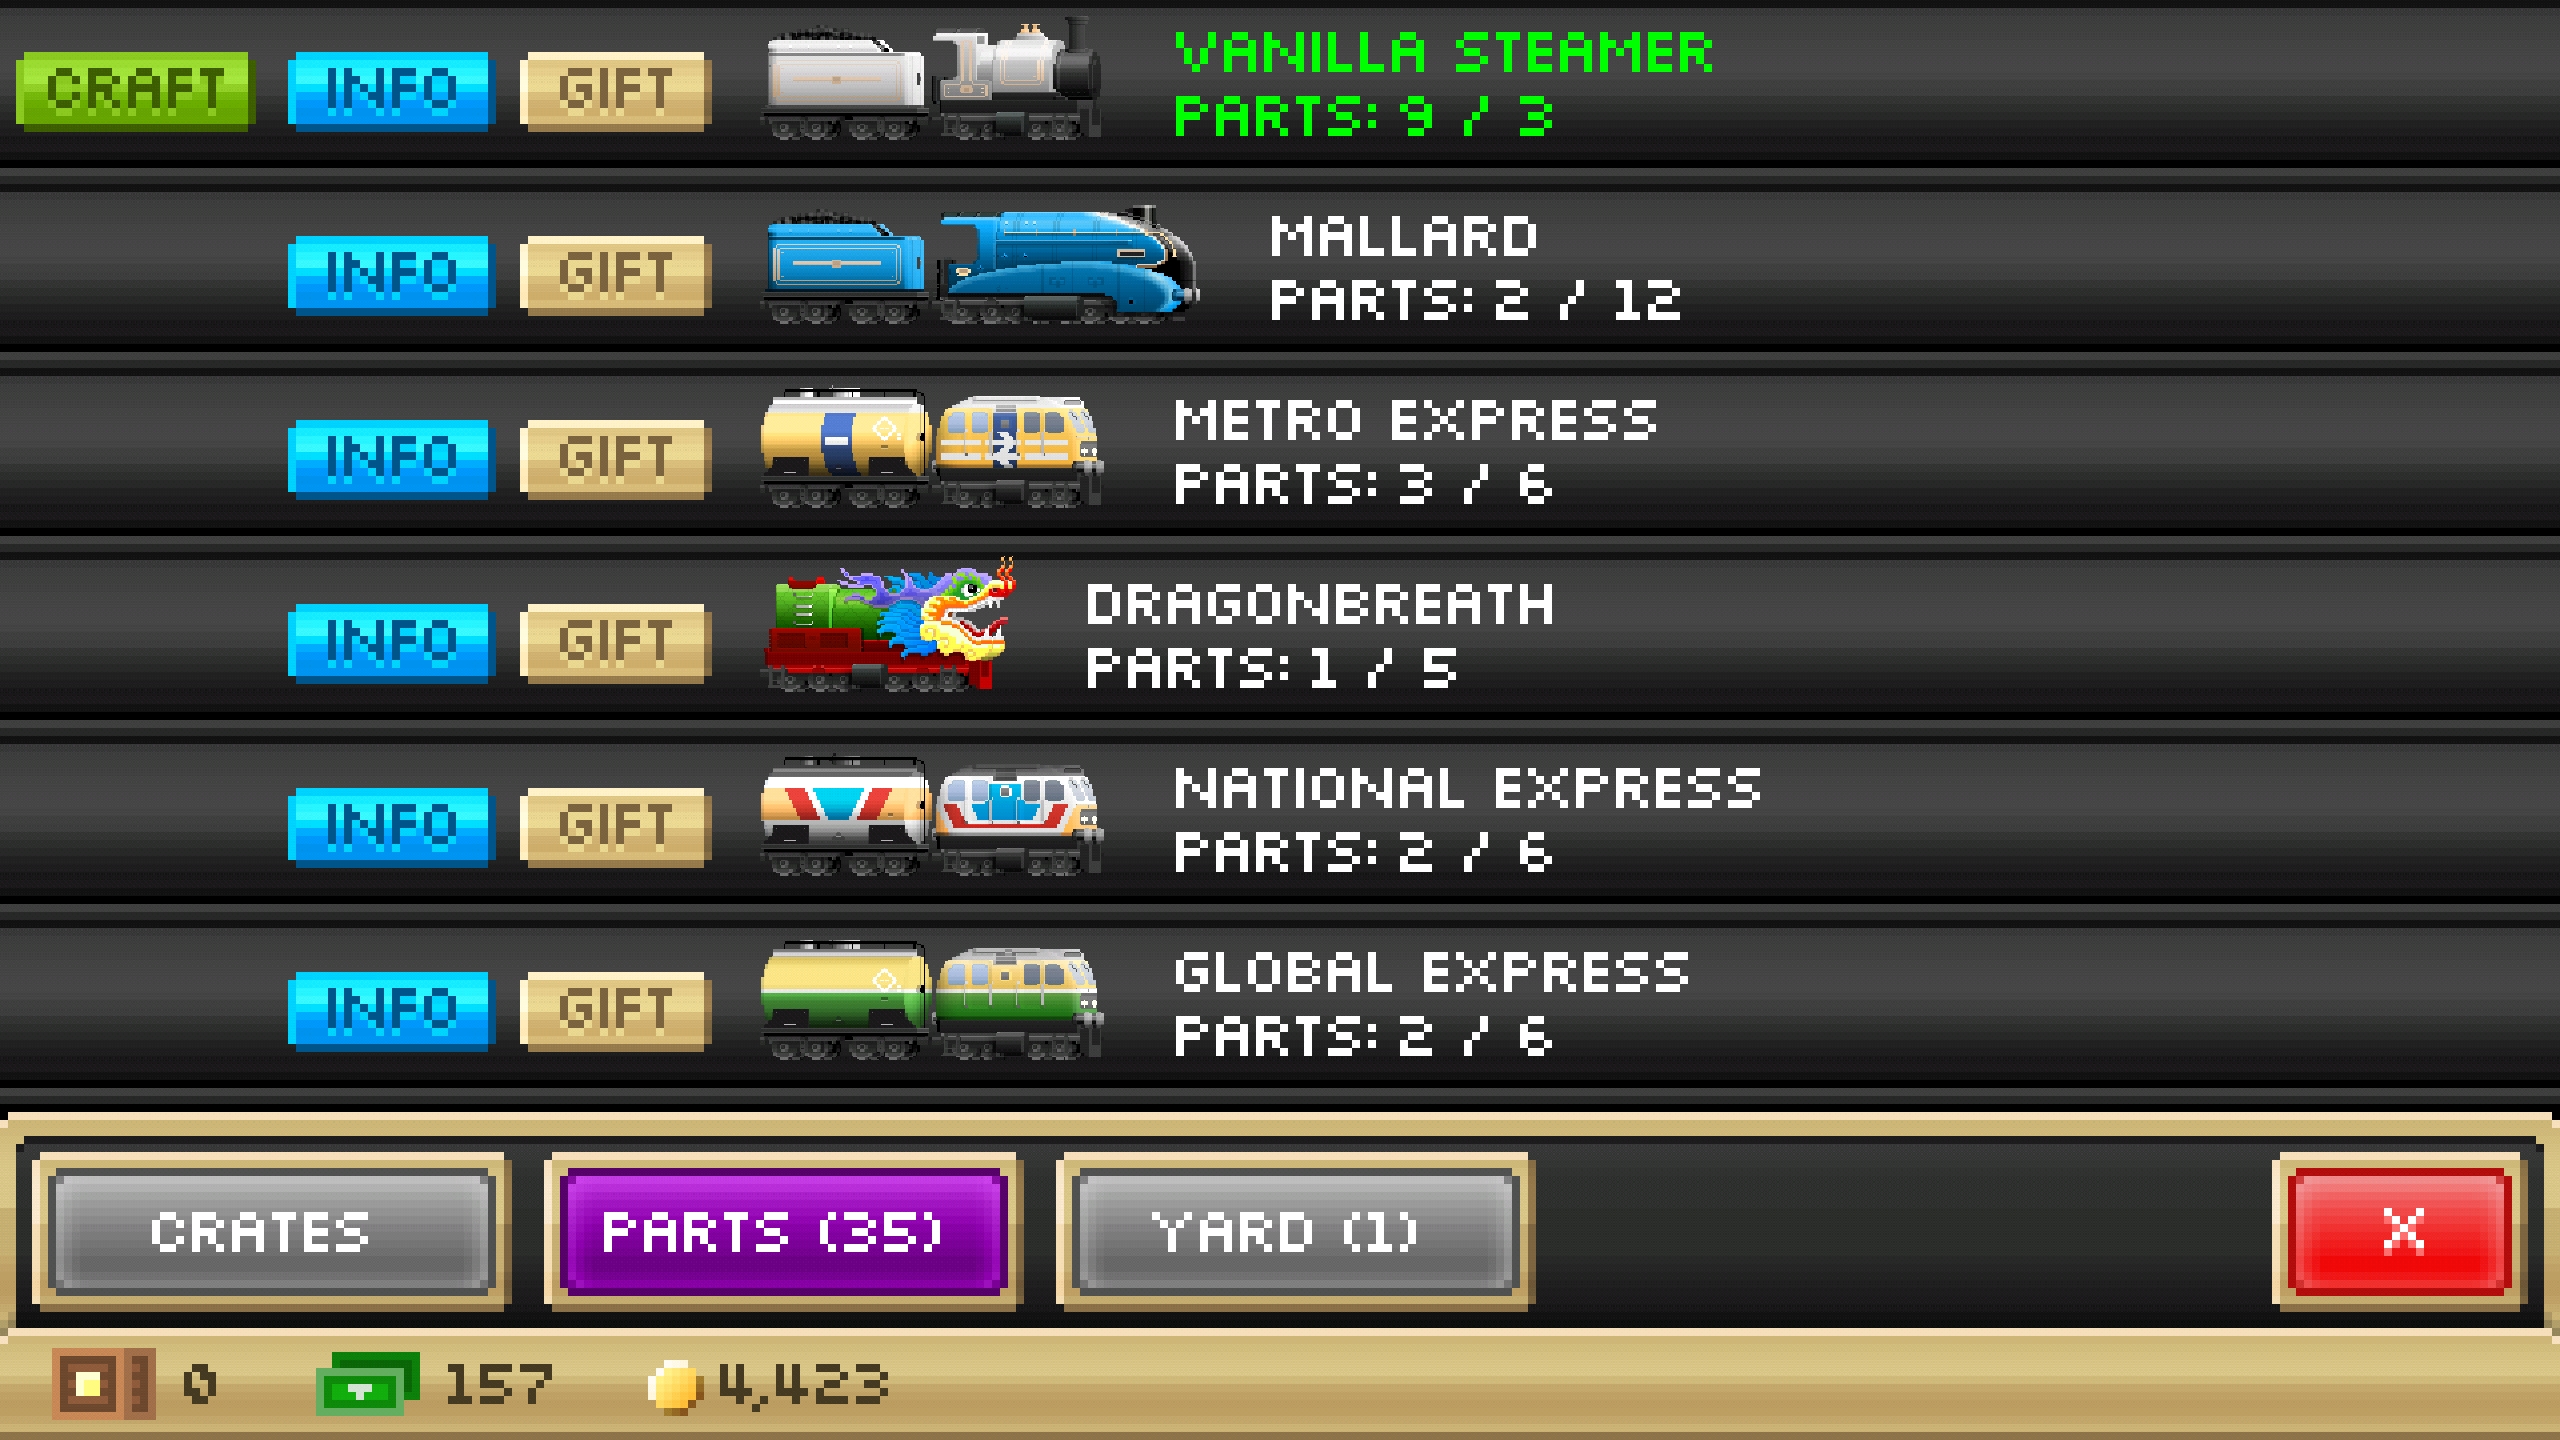 CRAFT INFO GIFT VANILLA STEAMER
PARTS: 9 / 3
INFO GIFT MALLARD
PARTS: 2 / 12
INFO GIFT METRO EXPRESS
PARTS: 3 / 6
INFO GIFT DRAGONBREATH
PARTS: 1 / 5
INFO GIFT NATIONAL EXPRESS
PARTS: 2 / 6
INFO GIFT GLOBAL EXPRESS
PARTS: 2 / 6
CRATES PARTS (35) YARD (1) X
0 157 4,423